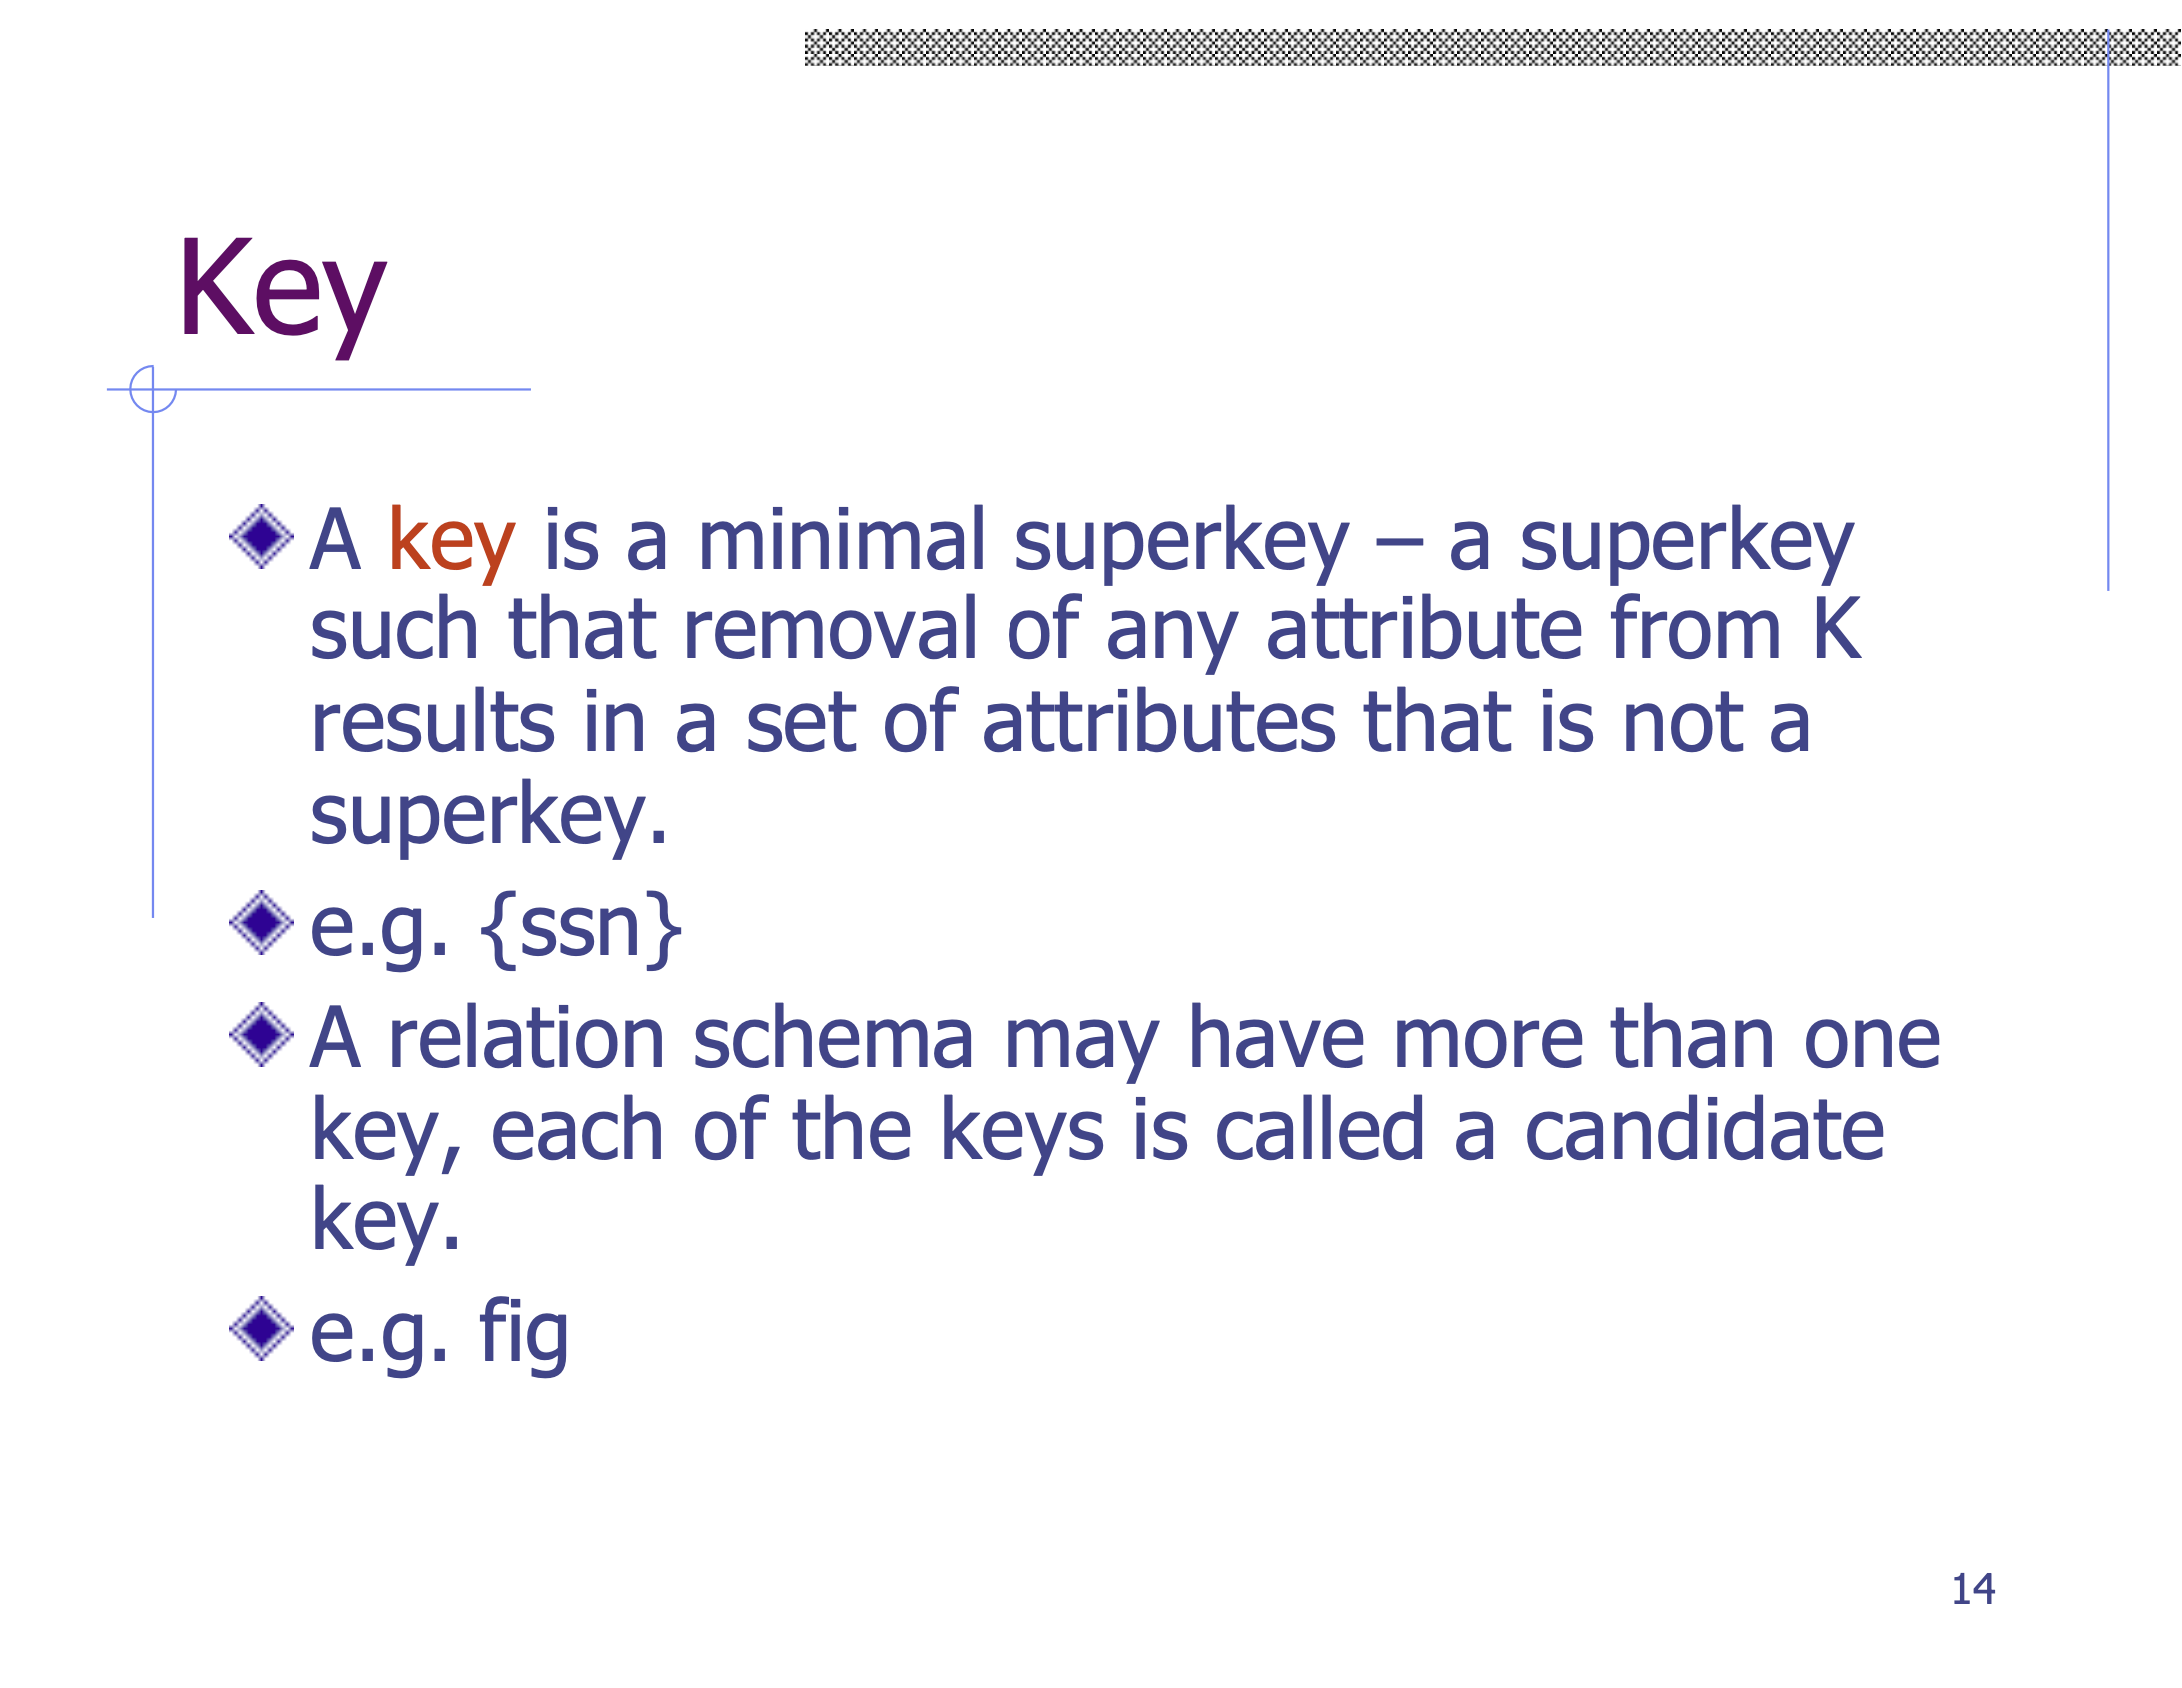 Key
A key is a minimal superkey – a superkey
such that removal of any attribute from K
results in a set of attributes that is not a
superkey.
e.g. {ssn}
A relation schema may have more than one
key, each of the keys is called a candidate
key.
e.g. fig
14